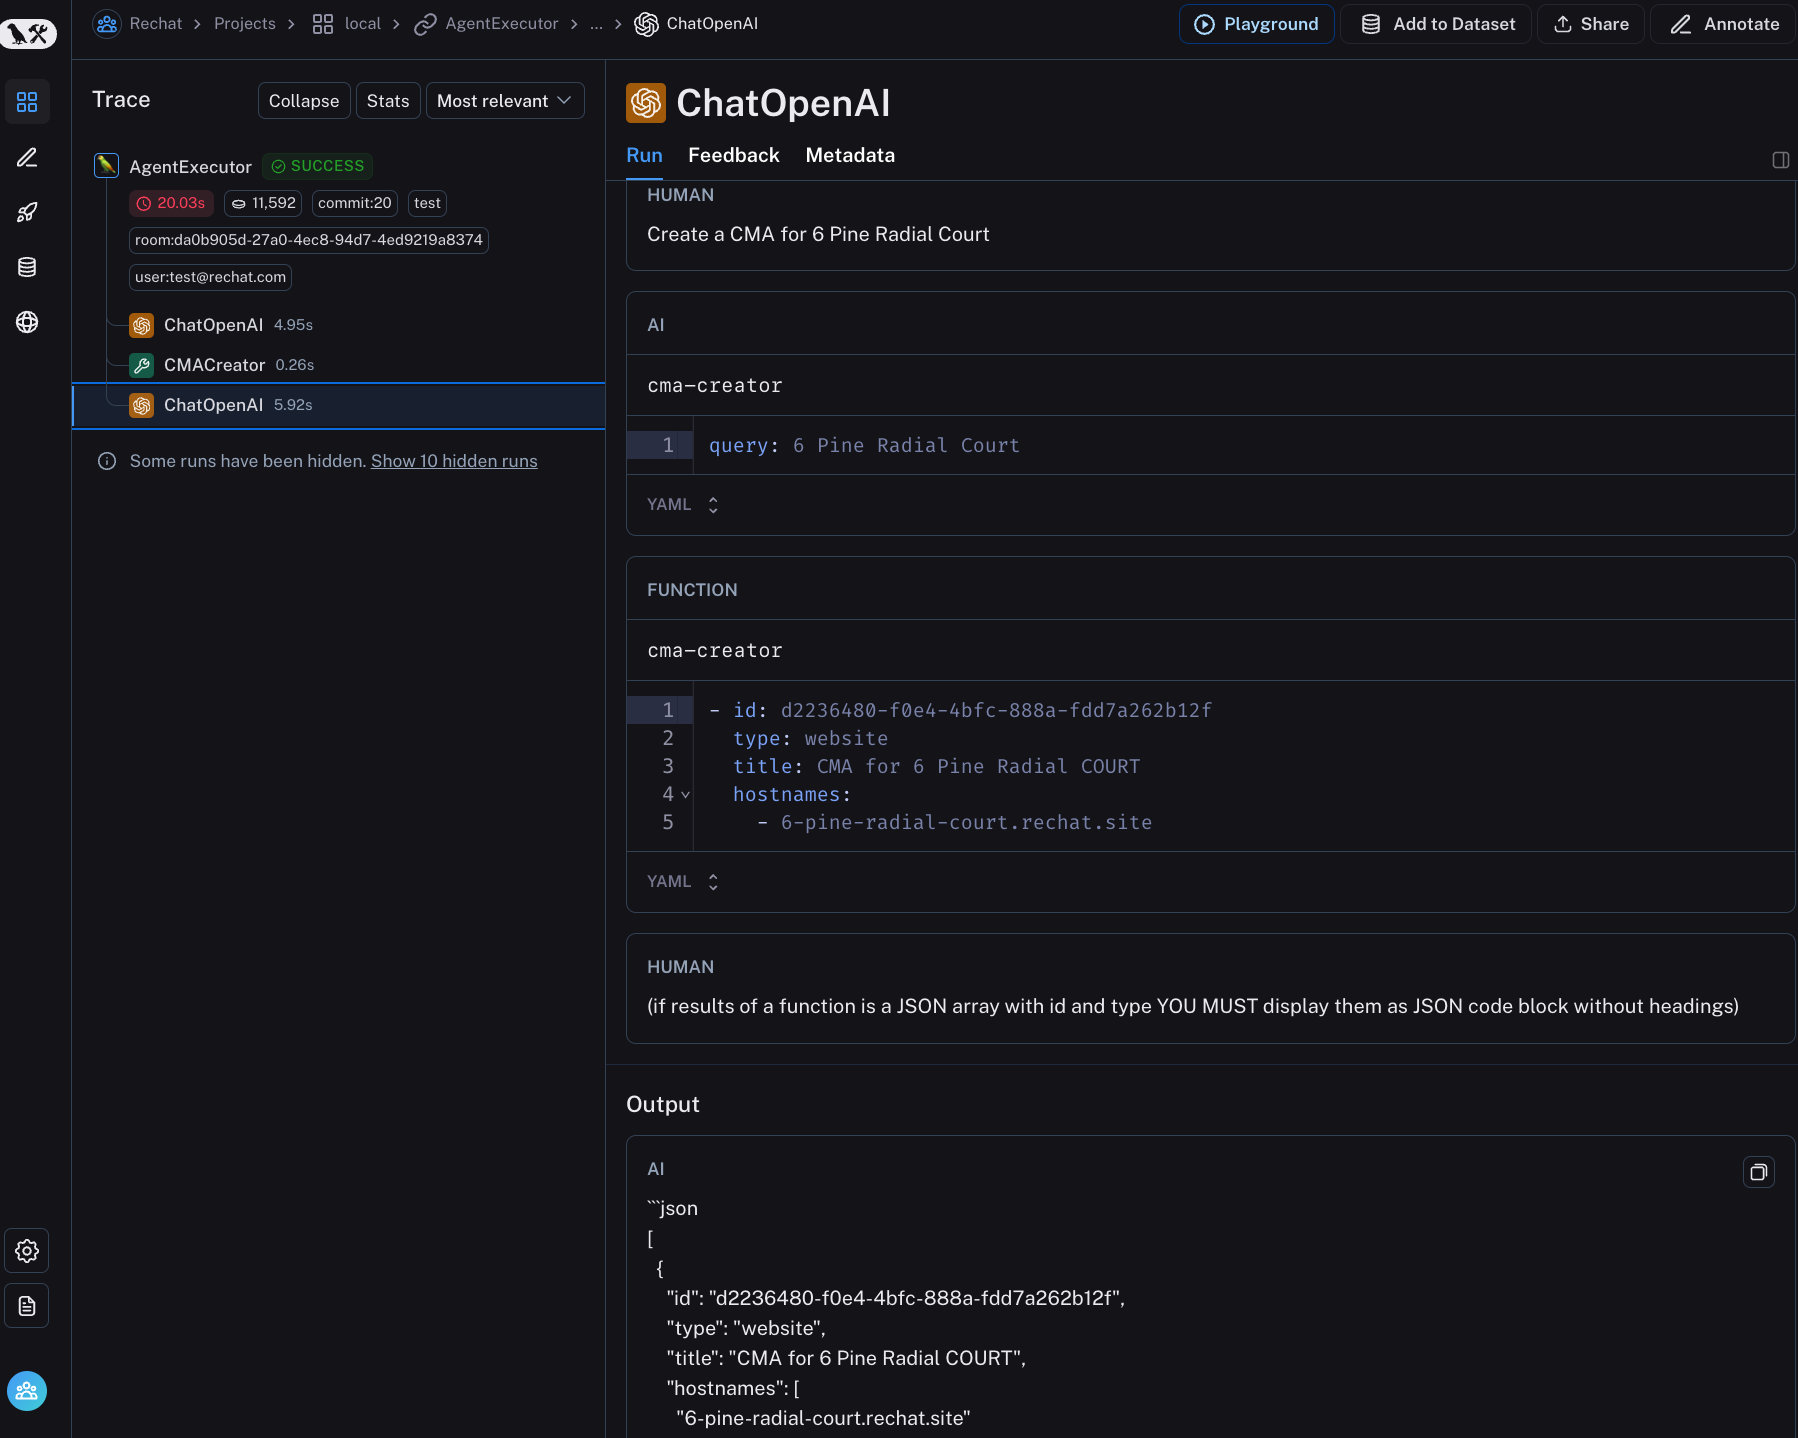 Rechat > Projects > local > AgentExecutor > ... > ChatOpenAI
Playground
Add to Dataset
Share
Annotate
Trace
Collapse
Stats
Most relevant
AgentExecutor SUCCESS
20.03s 11,592 commit:20 test
room:da0b905d-27a0-4ec8-94d7-4ed9219a8374
user:test@rechat.com
ChatOpenAI 4.95s
CMACreator 0.26s
ChatOpenAI 5.92s
Some runs have been hidden. Show 10 hidden runs
ChatOpenAI
Run Feedback Metadata
HUMAN
Create a CMA for 6 Pine Radial Court
AI
cma-creator
1 query: 6 Pine Radial Court
YAML
FUNCTION
cma-creator
1 - id: d2236480-f0e4-4bfc-888a-fdd7a262b12f
2 type: website
3 title: CMA for 6 Pine Radial COURT
4 hostnames:
5 - 6-pine-radial-court.rechat.site
YAML
HUMAN
(if results of a function is a JSON array with id and type YOU MUST display them as JSON code block without headings)
Output
AI
```json
[
{
"id": "d2236480-f0e4-4bfc-888a-fdd7a262b12f",
"type": "website",
"title": "CMA for 6 Pine Radial COURT",
"hostnames": [
"6-pine-radial-court.rechat.site"